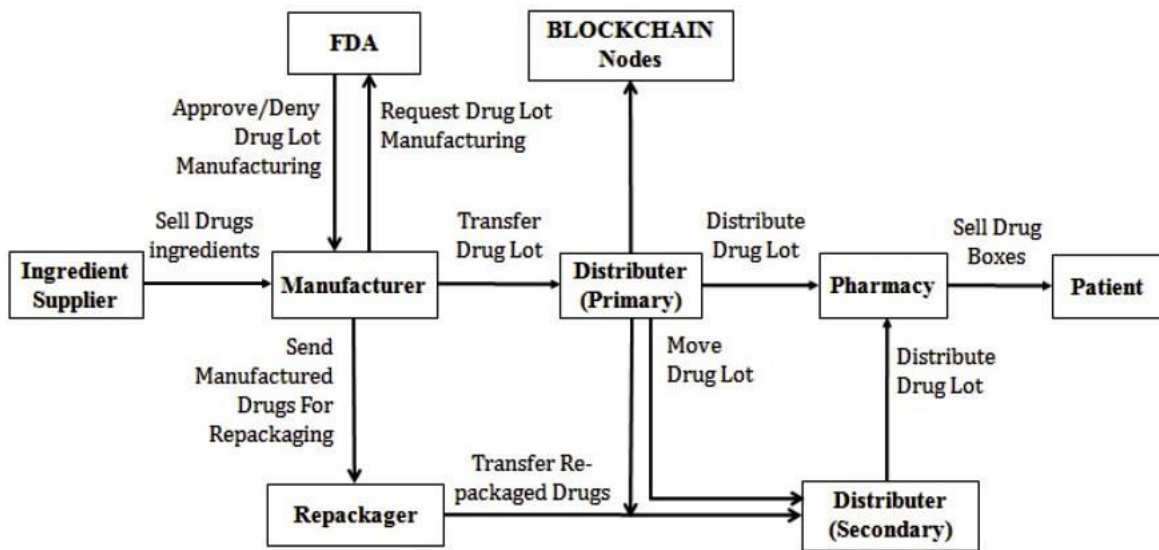 FDA
BLOCKCHAIN
Nodes
Approve/Deny
Drug Lot
Manufacturing
Request Drug Lot
Manufacturing
Sell Drugs
ingredients
Transfer
Drug Lot
Distribute
Drug Lot
Sell Drug
Boxes
Ingredient
Supplier
Manufacturer
Distributer
(Primary)
Pharmacy
Patient
Send
Manufactured
Drugs For
Repackaging
Move
Drug Lot
Distribute
Drug Lot
Transfer Re-
packaged Drugs
Repackager
Distributer
(Secondary)